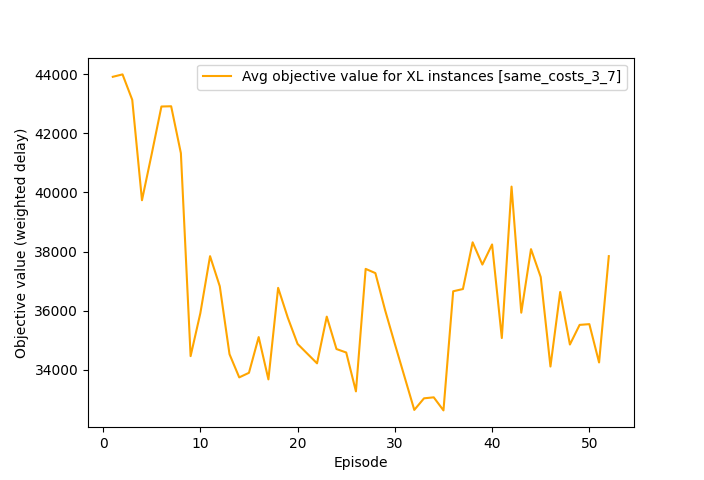 Avg objective value for XL instances [same_costs_3_7]
44000
42000
40000
38000
36000
34000
Objective value (weighted delay)
0 10 20 30 40 50
Episode